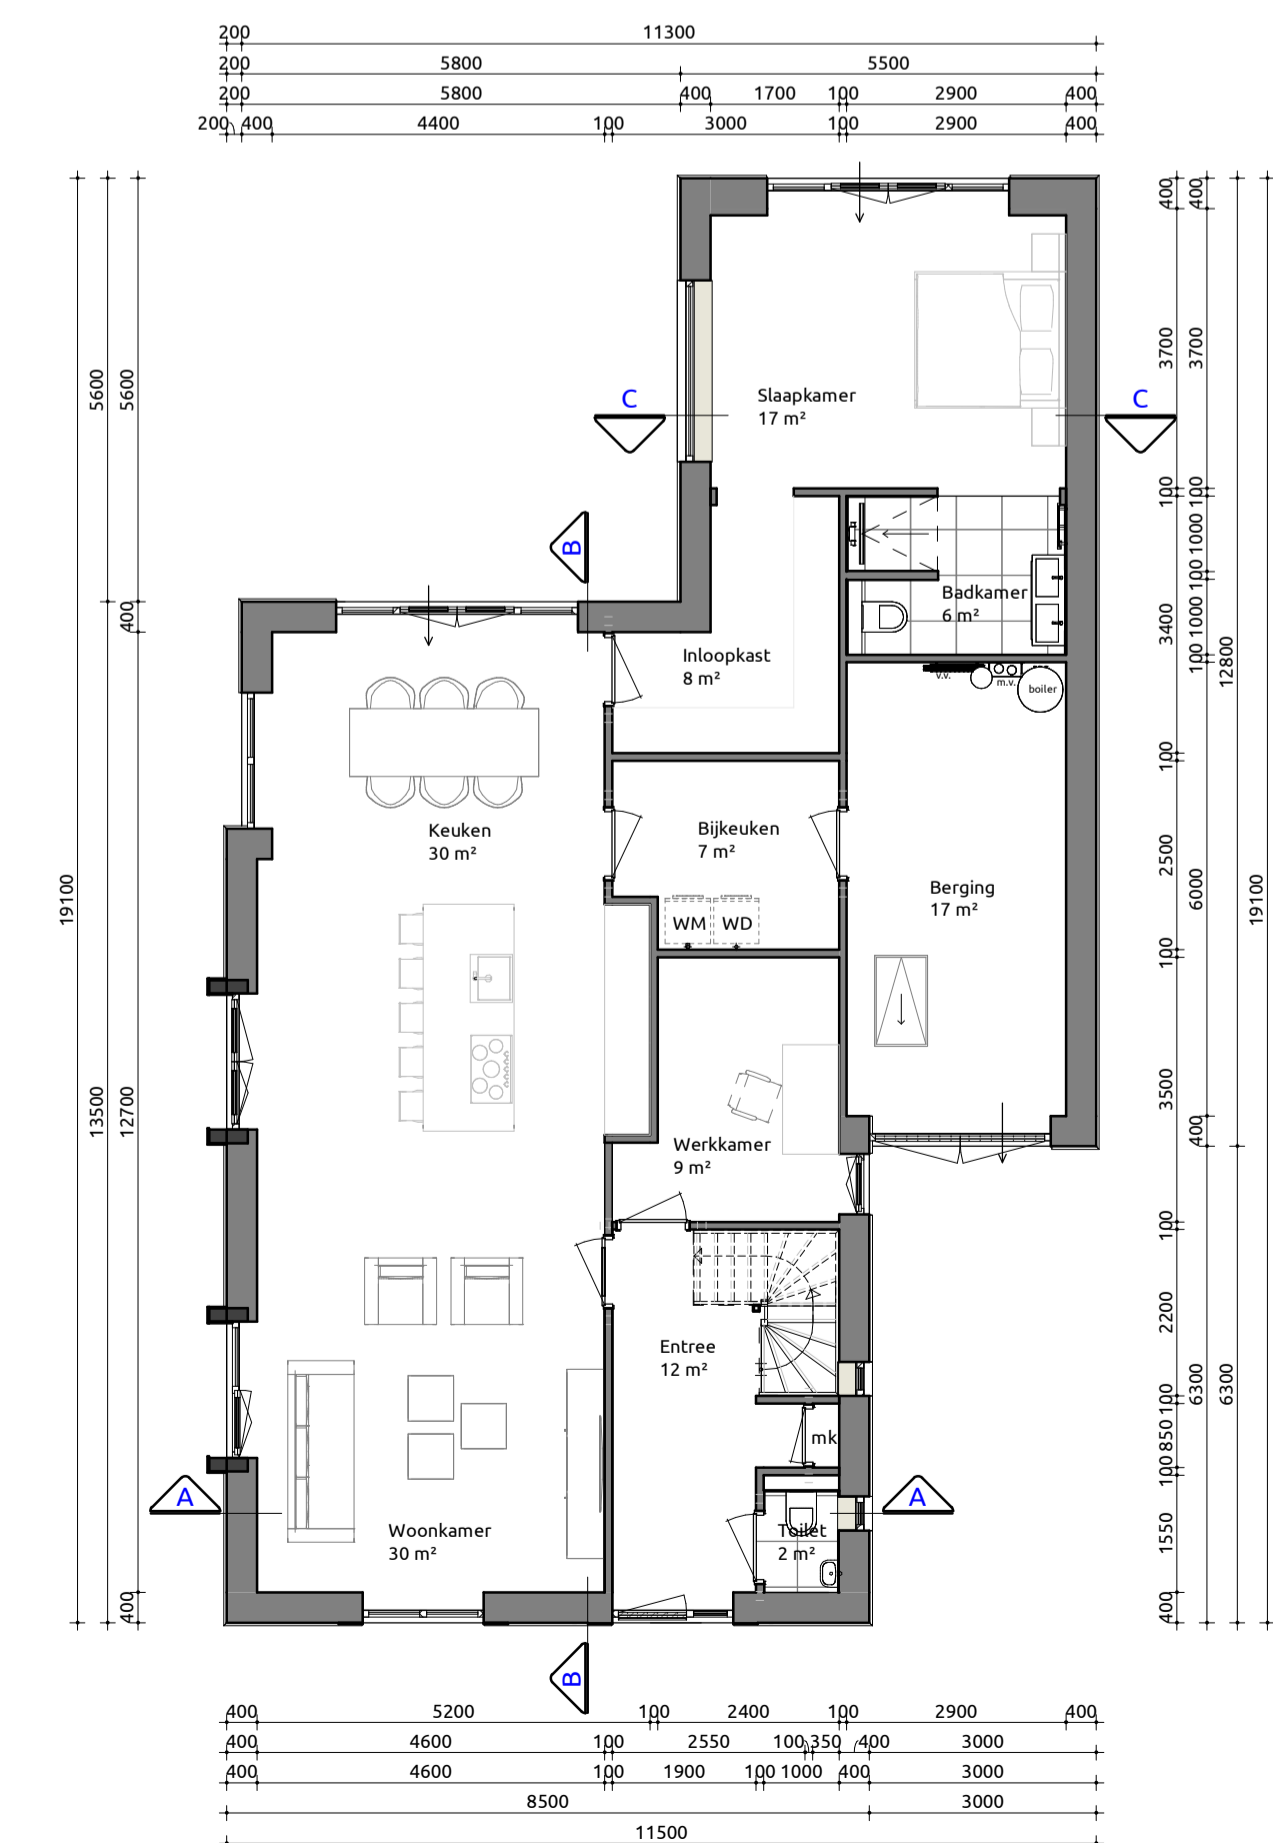 200 11300
200 5800 5500
200 5800 400 1700 100 2900 400
200 400 4400 100 3000 100 2900 400
400 400
5600 5600
3700 3700
Slaapkamer
17 m²
C C
100 100
1000
B
100
Badkamer
6 m²
400
3400 1000
Inloopkast
8 m²
100
12800
v.v. m.v. boiler
100
Keuken
30 m²
Bijkeuken
7 m²
2500
Berging
17 m²
6000
19100 19100
WM WD
100
13500 12700
3500
Werkkamer
9 m²
400
100
2200
Entree
12 m²
6300 6300
100
mk
850
100
A A
Woonkamer
30 m²
Toilet
2 m²
1550
400 400
B
400 5200 100 2400 100 2900 400
400 4600 100 2550 100 350 400 3000
400 4600 100 1900 100 1000 400 3000
8500 3000
11500